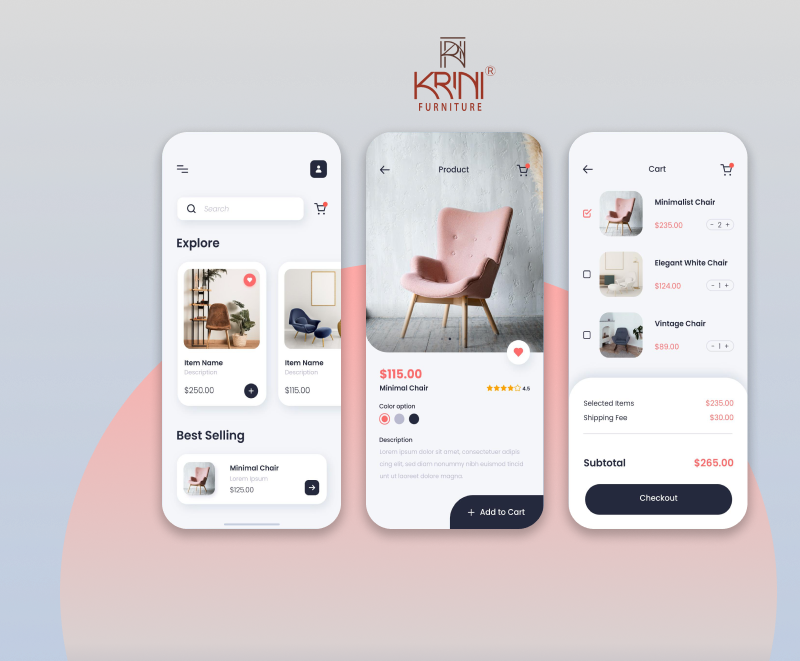 KRINI ®
FURNITURE
Search
Explore
Item Name
Description
$250.00
+
Item Name
Description
$115.00
Best Selling
Minimal Chair
Lorem Ipsum
$125.00
Product
$115.00
Minimal Chair
4.5
Color option
Description
Lorem ipsum dolor sit amet, consectetuer adipis
cing elit, sed diam nonummy nibh euismod tincid
unt ut laoreet dolore magna.
+ Add to Cart
Cart
Minimalist Chair
$235.00
- 2 +
Elegant White Chair
$124.00
- 1 +
Vintage Chair
$89.00
- 1 +
Selected Items $235.00
Shipping Fee $30.00
Subtotal $265.00
Checkout